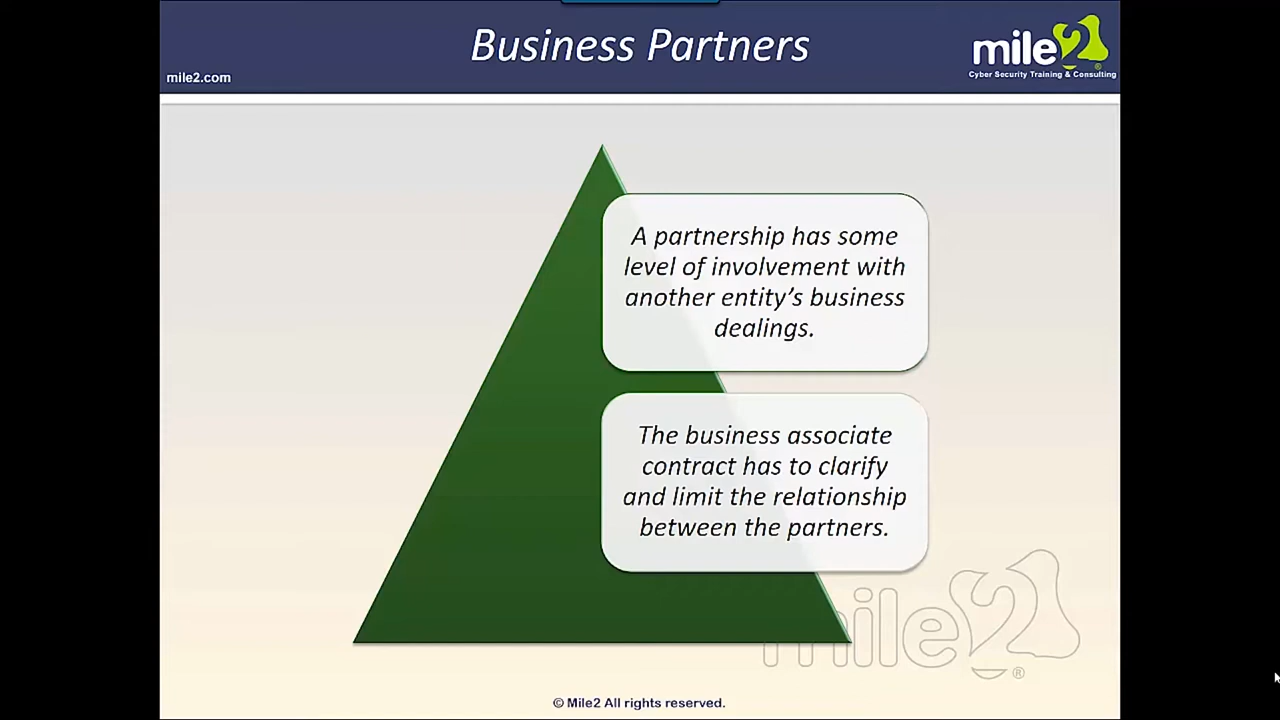 Business Partners
mile2.com
mile2
®
Cyber Security Training & Consulting
A partnership has some
level of involvement with
another entity’s business
dealings.
The business associate
contract has to clarify
and limit the relationship
between the partners.
mile2
®
© Mile2 All rights reserved.